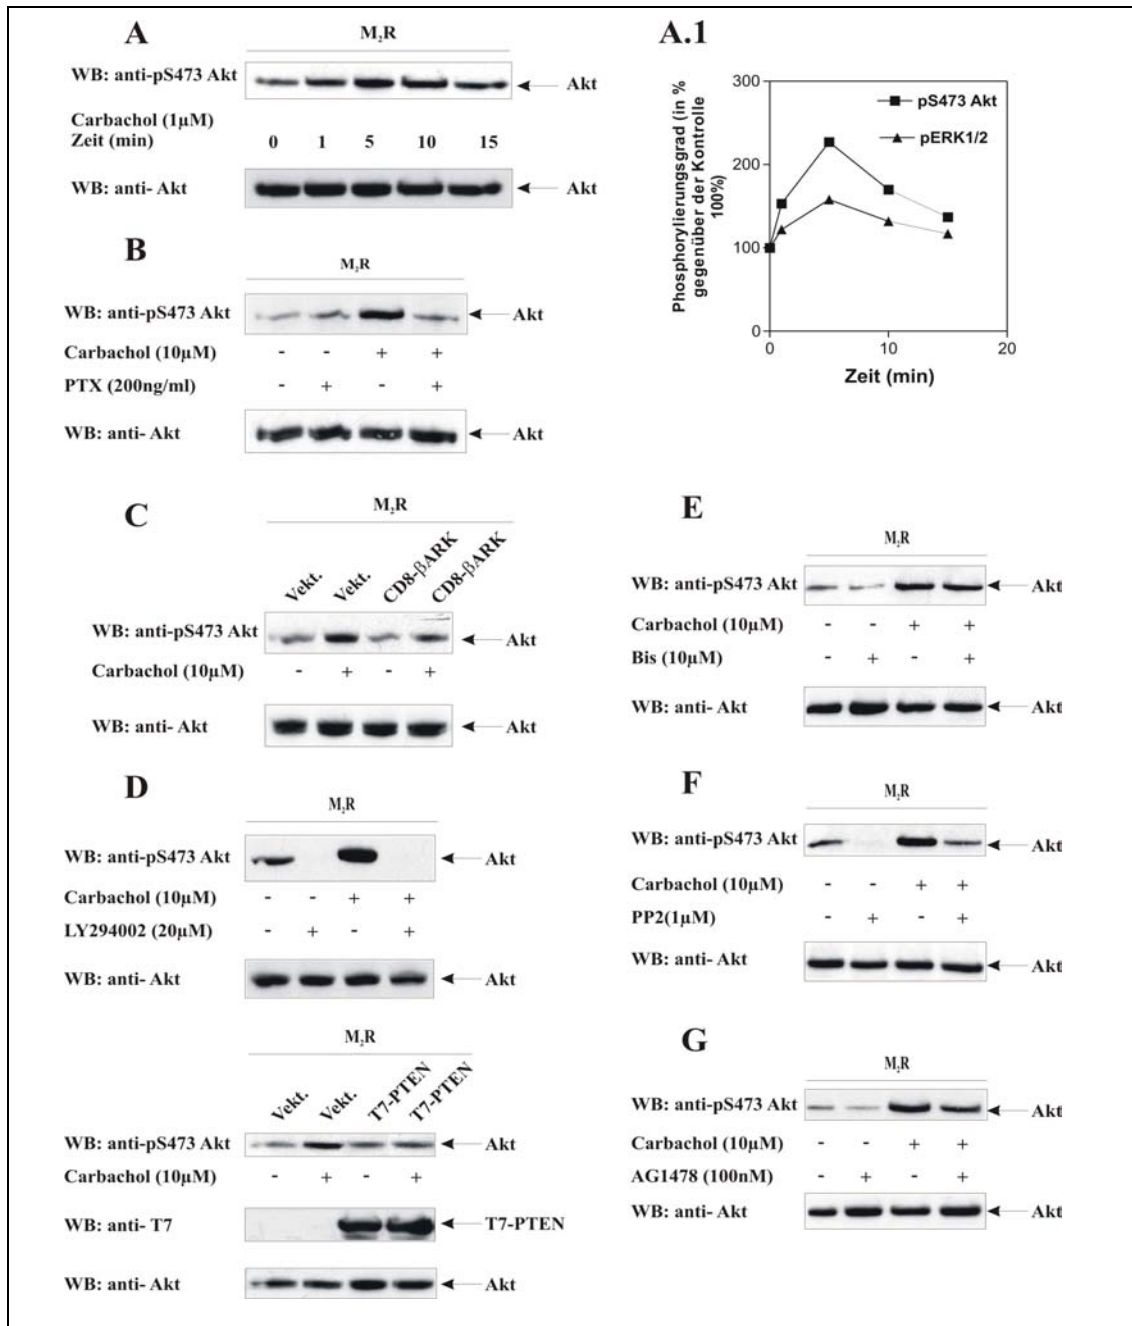 A
M2R
WB: anti-pS473 Akt
Akt
Carbachol (1µM)
Zeit (min) 0 1 5 10 15
WB: anti- Akt
Akt
A.1
Phosphorylierungsgrad (in %
gegenüber der Kontrolle
100%)
300
200
100
0
0 10 20
Zeit (min)
pS473 Akt
pERK1/2
B
M2R
WB: anti-pS473 Akt
Akt
Carbachol (10µM) - - + +
PTX (200ng/ml) - + - +
WB: anti- Akt
Akt
C
M2R
Vekt. Vekt. CD8-βARK CD8-βARK
WB: anti-pS473 Akt
Akt
Carbachol (10µM) - + - +
WB: anti- Akt
Akt
D
M2R
WB: anti-pS473 Akt
Akt
Carbachol (10µM) - - + +
LY294002 (20µM) - + - +
WB: anti- Akt
Akt
M2R
Vekt. Vekt. T7-PTEN T7-PTEN
WB: anti-pS473 Akt
Akt
Carbachol (10µM) - + - +
WB: anti- T7
T7-PTEN
WB: anti- Akt
Akt
E
M2R
WB: anti-pS473 Akt
Akt
Carbachol (10µM) - - + +
Bis (10µM) - + - +
WB: anti- Akt
Akt
F
M2R
WB: anti-pS473 Akt
Akt
Carbachol (10µM) - - + +
PP2(1µM) - + - +
WB: anti- Akt
Akt
G
M2R
WB: anti-pS473 Akt
Akt
Carbachol (10µM) - - + +
AG1478 (100nM) - + - +
WB: anti- Akt
Akt